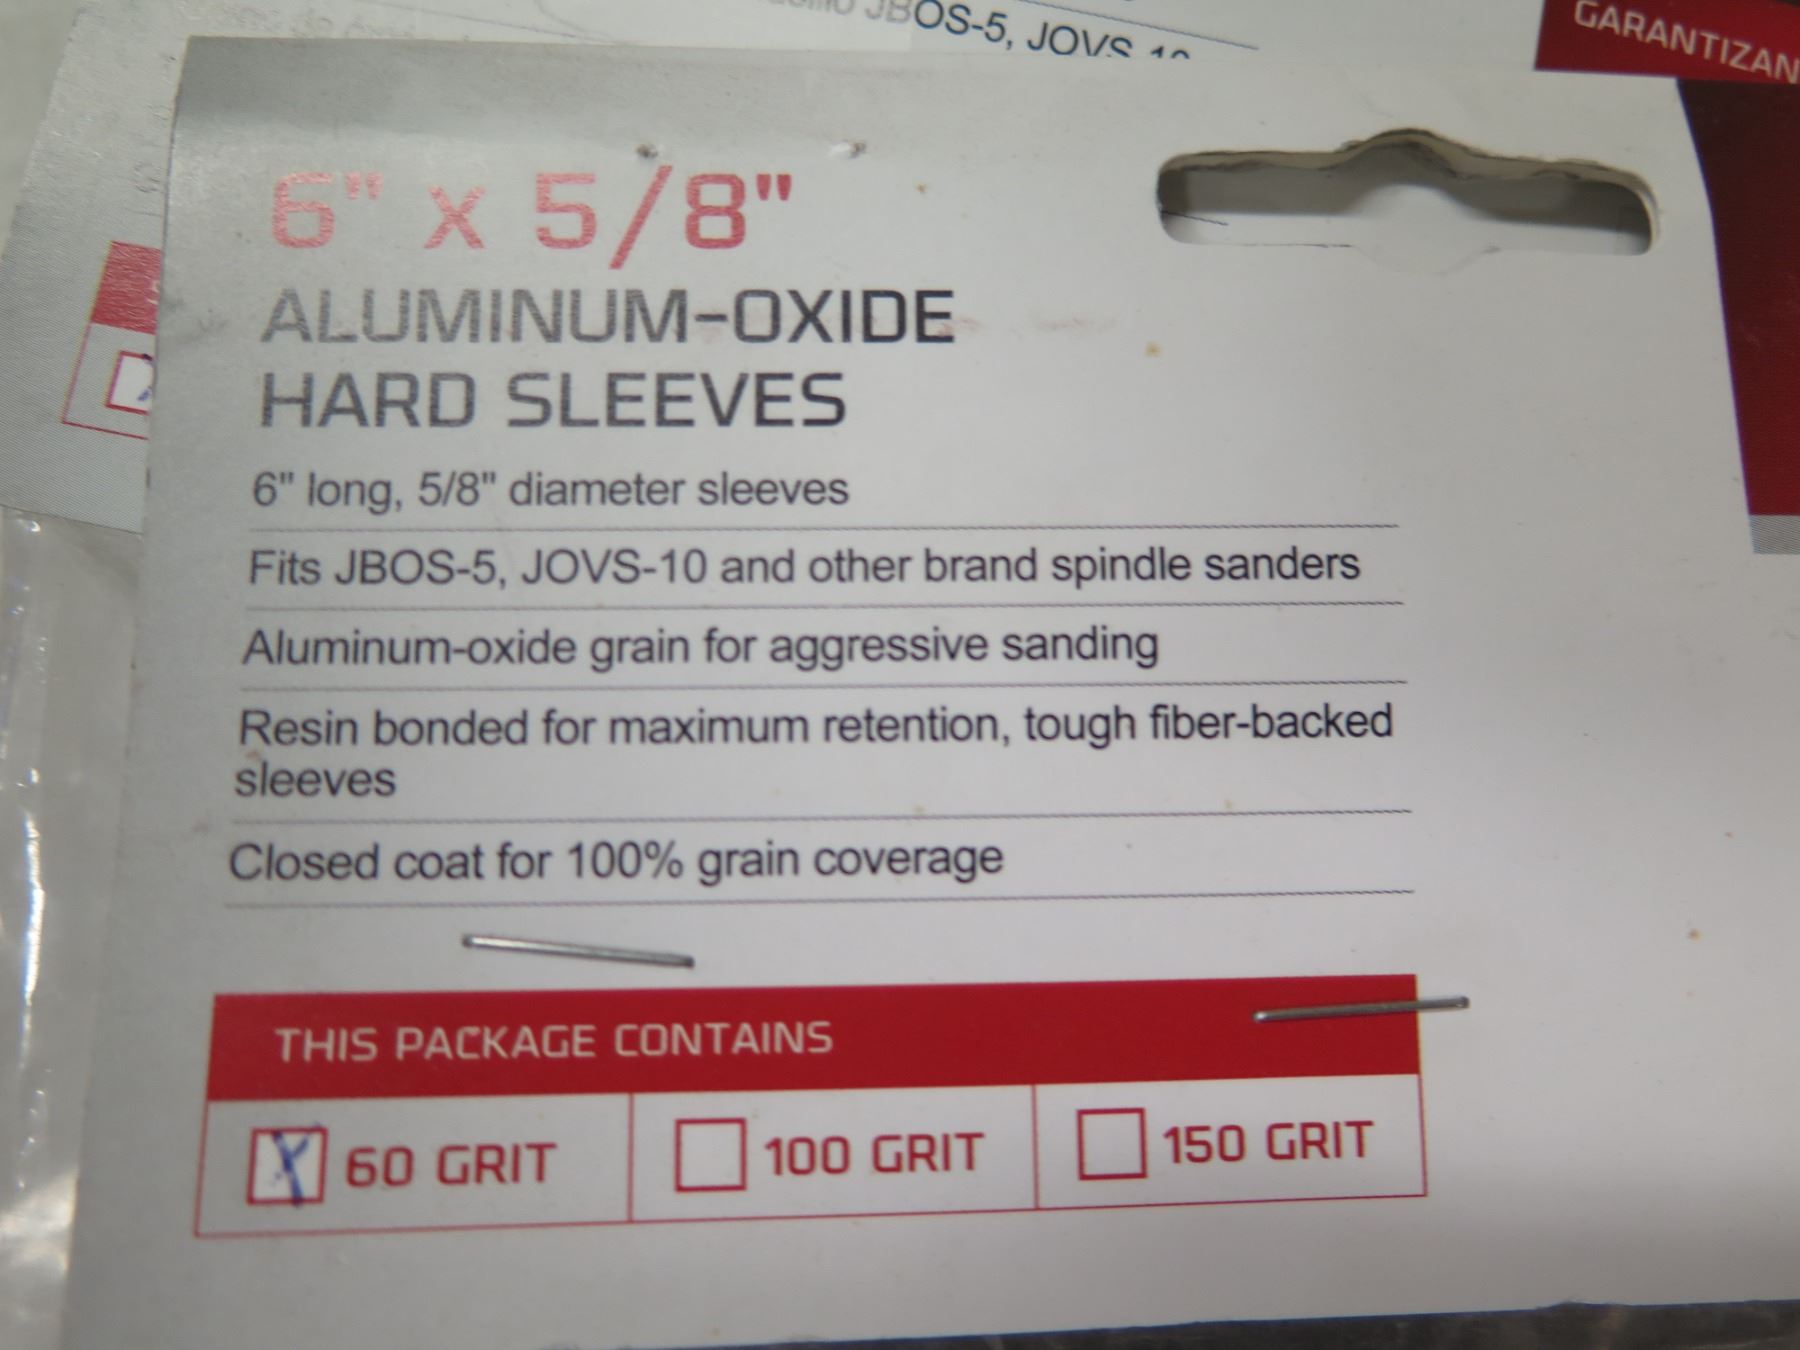 JBOS-5, JOVS-10
GARANTIZAN
6" x 5/8"
ALUMINUM-OXIDE
HARD SLEEVES
6" long, 5/8" diameter sleeves
Fits JBOS-5, JOVS-10 and other brand spindle sanders
Aluminum-oxide grain for aggressive sanding
Resin bonded for maximum retention, tough fiber-backed
sleeves
Closed coat for 100% grain coverage
THIS PACKAGE CONTAINS
X 60 GRIT 100 GRIT 150 GRIT